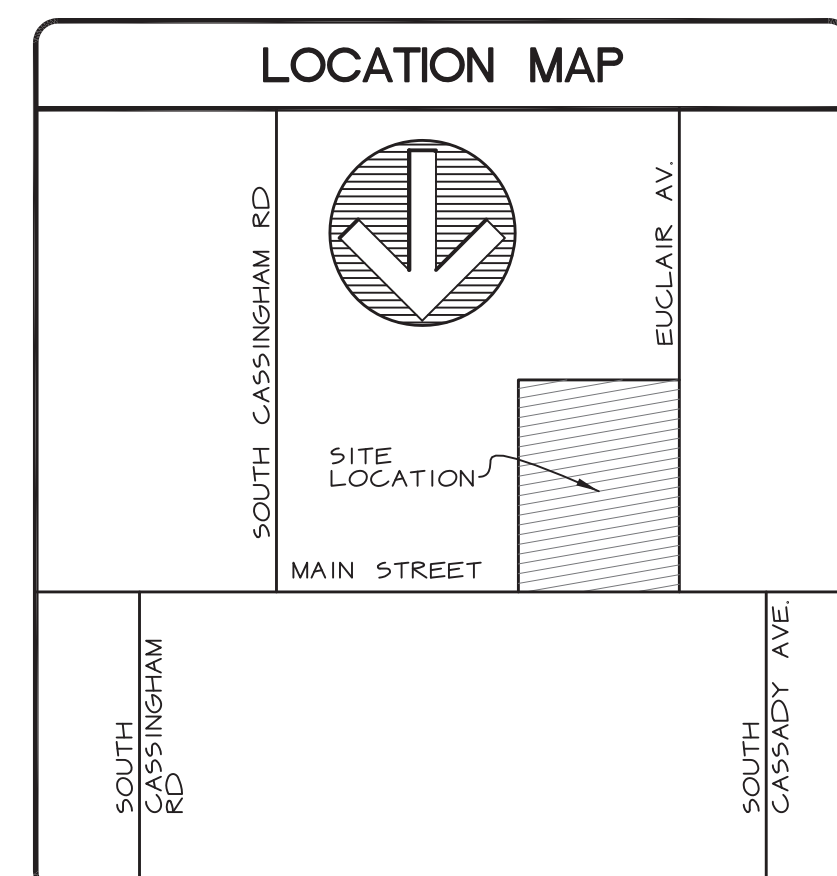 LOCATION MAP
SOUTH CASSINGHAM RD
EUCLAIR AV.
SITE
LOCATION
MAIN STREET
SOUTH
CASSINGHAM
RD
SOUTH
CASSADY AVE.